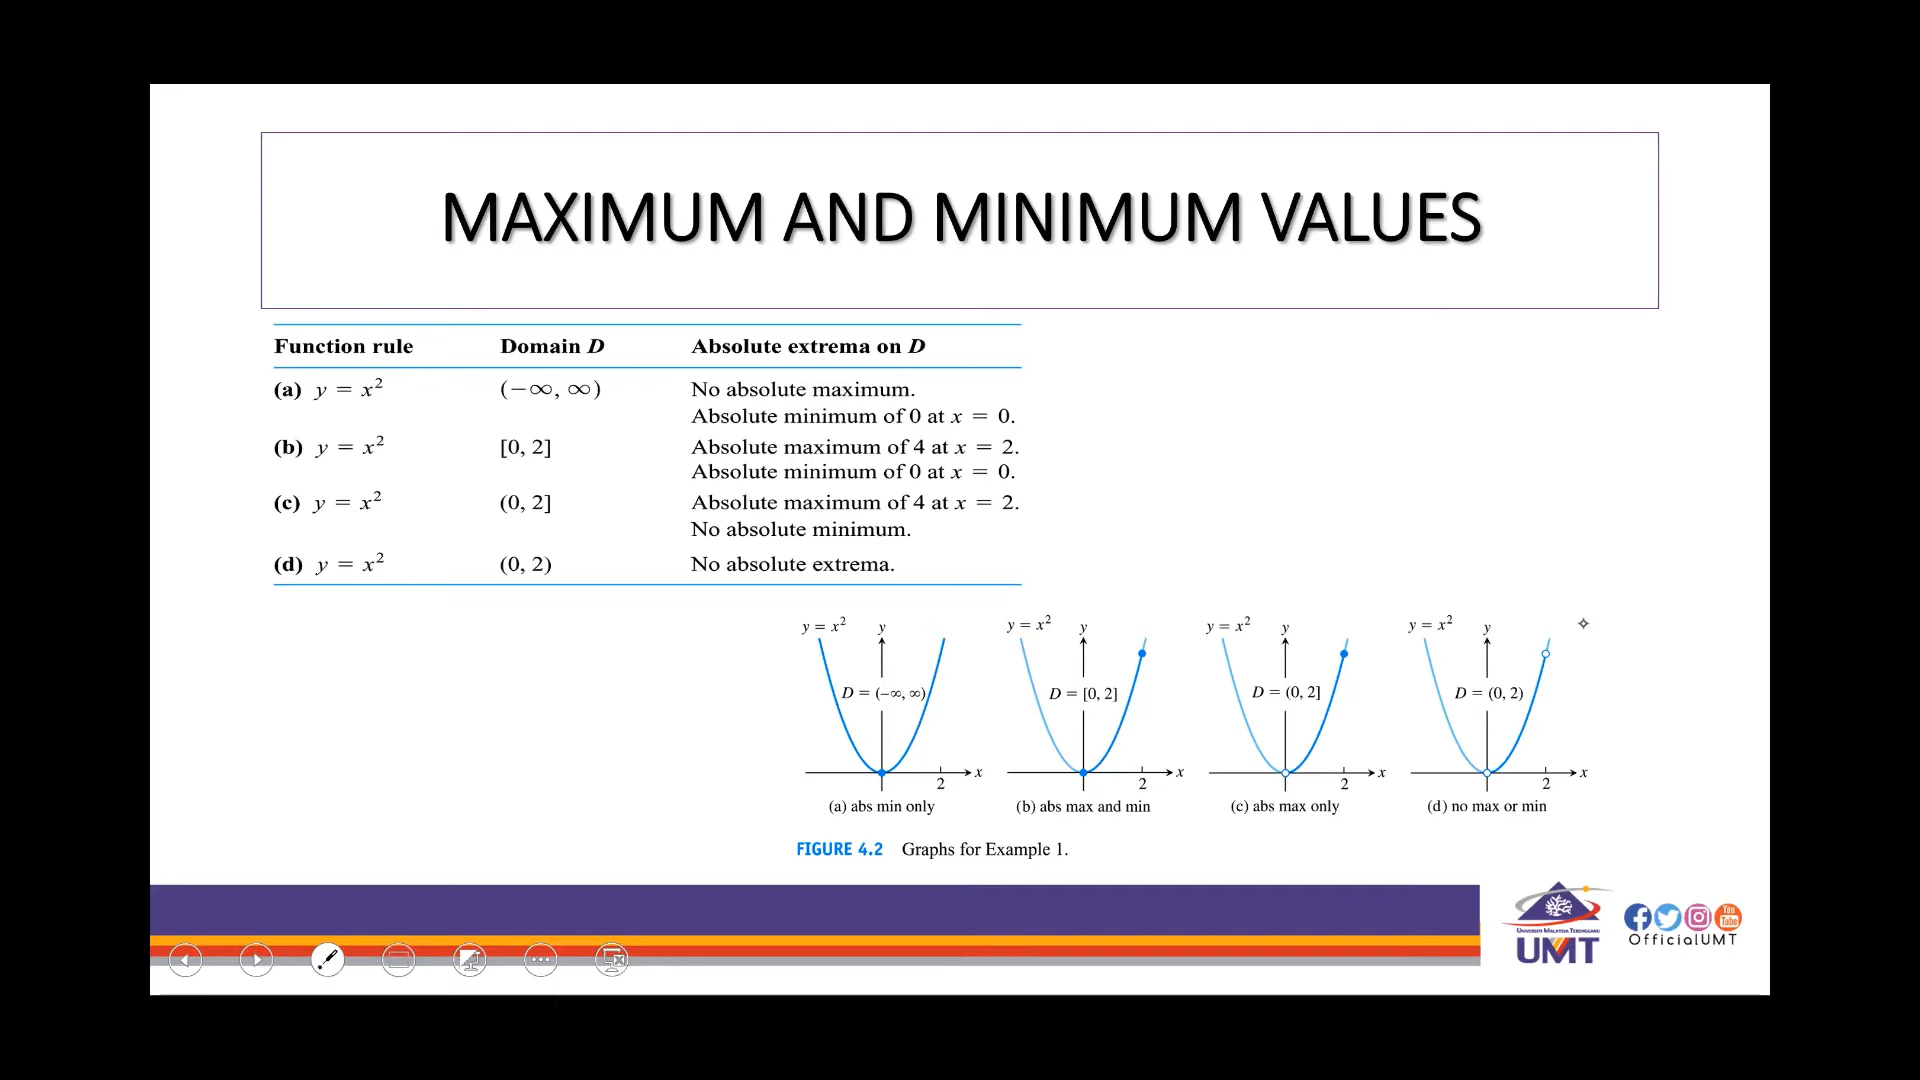 MAXIMUM AND MINIMUM VALUES
Function rule Domain D Absolute extrema on D
(a) y = x² (−∞, ∞) No absolute maximum.
Absolute minimum of 0 at x = 0.
(b) y = x² [0, 2] Absolute maximum of 4 at x = 2.
Absolute minimum of 0 at x = 0.
(c) y = x² (0, 2] Absolute maximum of 4 at x = 2.
No absolute minimum.
(d) y = x² (0, 2) No absolute extrema.
y = x² y y = x² y y = x² y y = x² y
D = (−∞, ∞) D = [0, 2] D = (0, 2] D = (0, 2)
x x x x
2 2 2 2
(a) abs min only (b) abs max and min (c) abs max only (d) no max or min
FIGURE 4.2 Graphs for Example 1.
UNIVERSITI MALAYSIA TERENGGANU
UMT
You
Tube
OfficialUMT